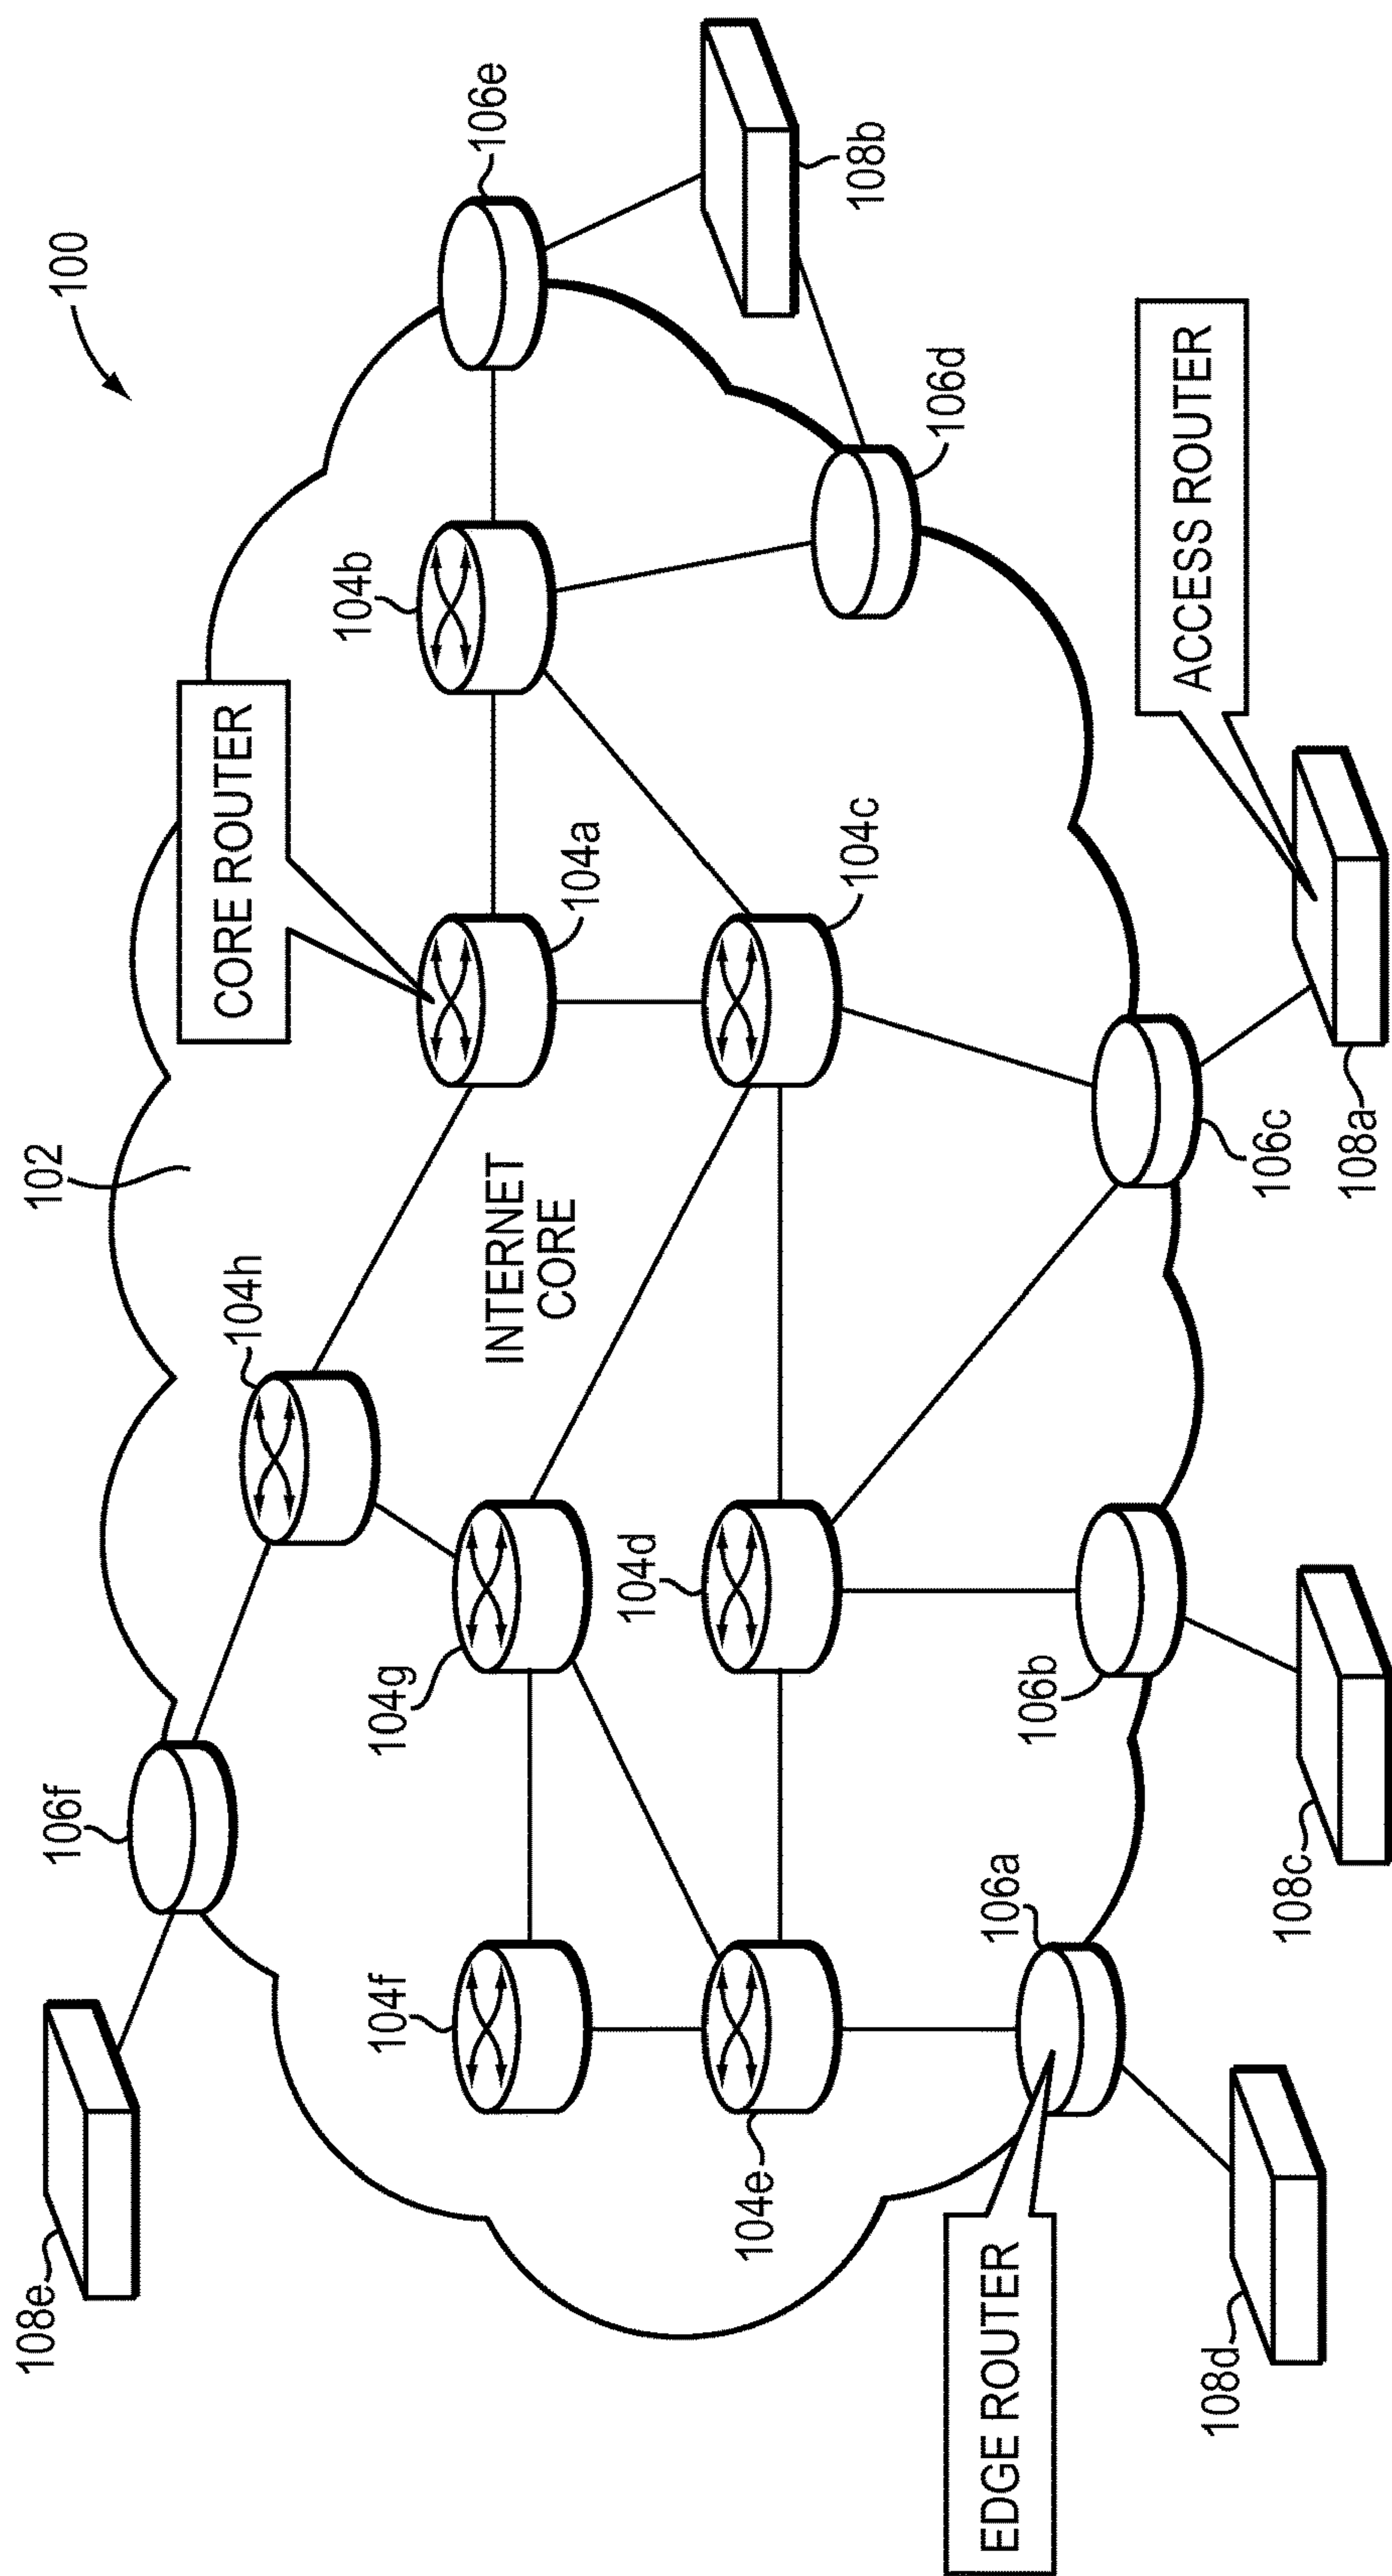 100
102
CORE ROUTER
104h
104b
106e
106f
108e
104a
INTERNET
CORE
104f
104g
104d
104c
108b
106d
104e
106a
106b
106c
EDGE ROUTER
ACCESS ROUTER
108d
108c
108a